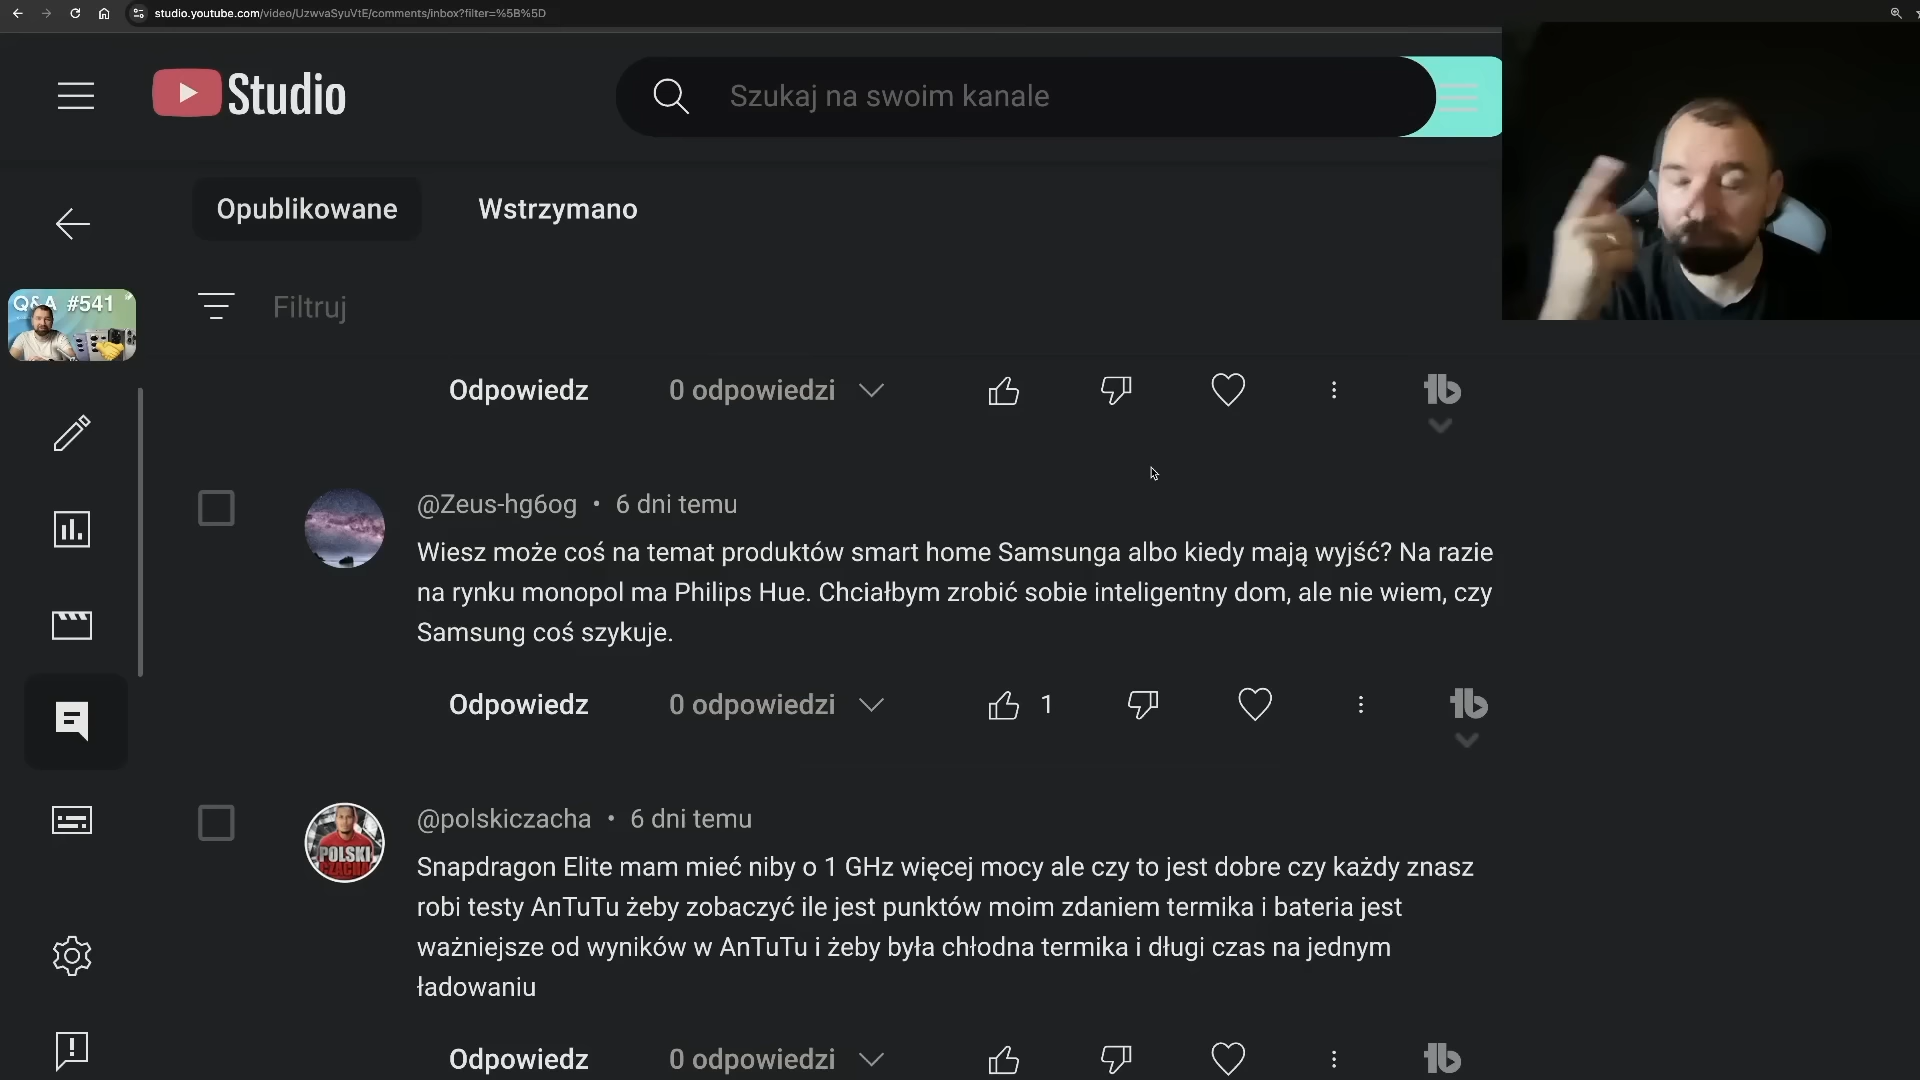 studio.youtube.com/video/UzwvaSyuVtE/comments/inbox?filter=%5B%5D
Studio
Szukaj na swoim kanale
Opublikowane
Wstrzymano
Q&A #541
Filtruj
Odpowiedz
0 odpowiedzi
@Zeus-hg6og • 6 dni temu
Wiesz może coś na temat produktów smart home Samsunga albo kiedy mają wyjść? Na razie
na rynku monopol ma Philips Hue. Chciałbym zrobić sobie inteligentny dom, ale nie wiem, czy
Samsung coś szykuje.
Odpowiedz
0 odpowiedzi
1
@polskiczacha • 6 dni temu
POLSKI
CZACHA
Snapdragon Elite mam mieć niby o 1 GHz więcej mocy ale czy to jest dobre czy każdy znasz
robi testy AnTuTu żeby zobaczyć ile jest punktów moim zdaniem termika i bateria jest
ważniejsze od wyników w AnTuTu i żeby była chłodna termika i długi czas na jednym
ładowaniu
Odpowiedz
0 odpowiedzi